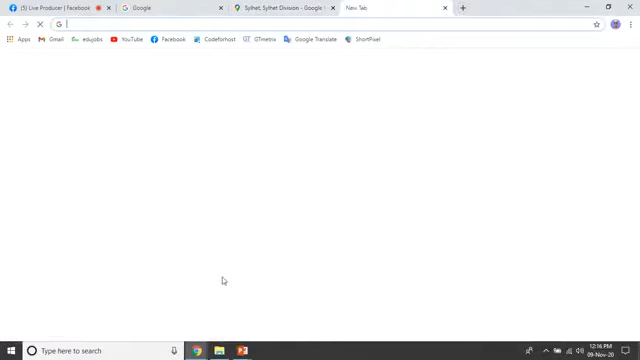 (5) Live Producer | Facebook Google Sylhet, Sylhet Division - Google New Tab
Apps Gmail edujobs YouTube Facebook Codeforhost GTmetrix Google Translate ShortPixel
Type here to search
12:16 PM
09-Nov-20